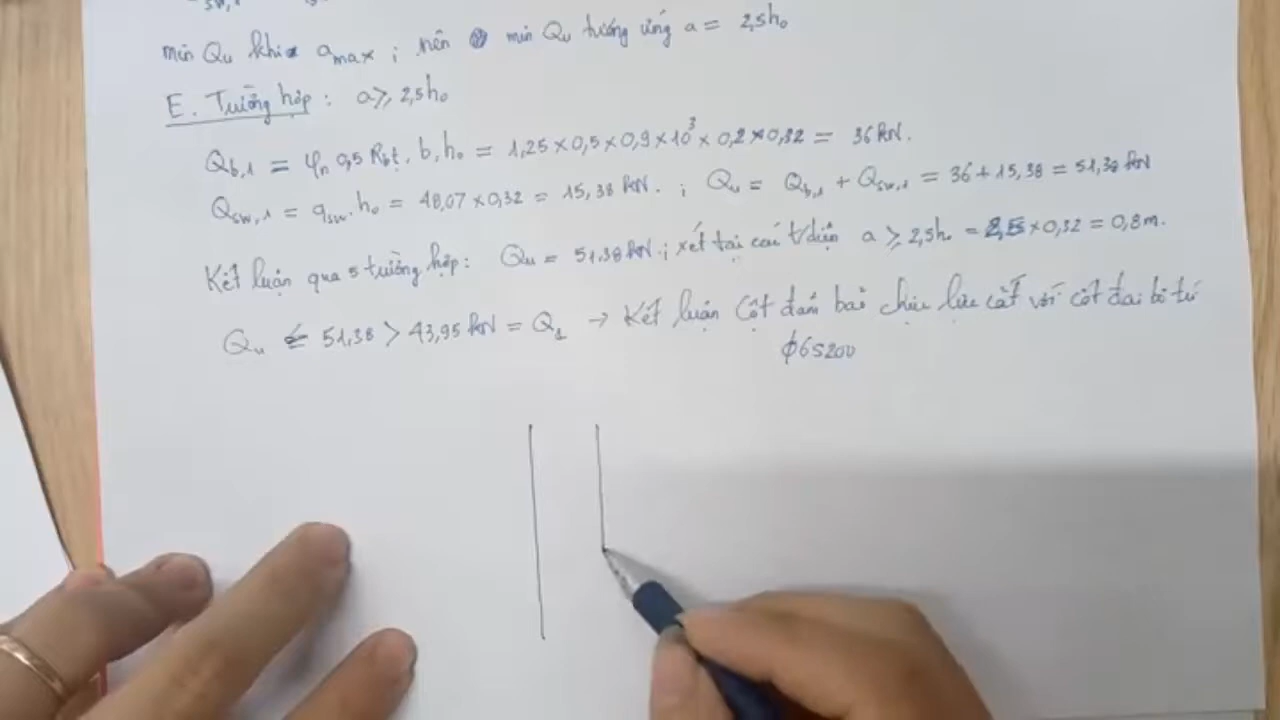 min Qu khi amax ; nên min Qu tương ứng a = 2,5h₀
E. Trường hợp : a ≥ 2,5h₀
Qb,1 = φn 0,5 Rbt . b . h₀ = 1,25 × 0,5 × 0,9 × 10³ × 0,2 × 0,32 = 36 kN.
Qsw,1 = qsw . h₀ = 48,07 × 0,32 = 15,38 kN. ; Qu = Qb,1 + Qsw,1 = 36 + 15,38 = 51,38 kN
Kết luận qua 5 trường hợp : Qu = 51,38 kN ; xét tại các t/diện a ≥ 2,5h₀ = 2,5 × 0,32 = 0,8m.
Qu = 51,38 > 43,95 kN = Q1 → Kết luận Cột đảm bảo chịu lực cắt với cốt đai bố trí
φ6s200